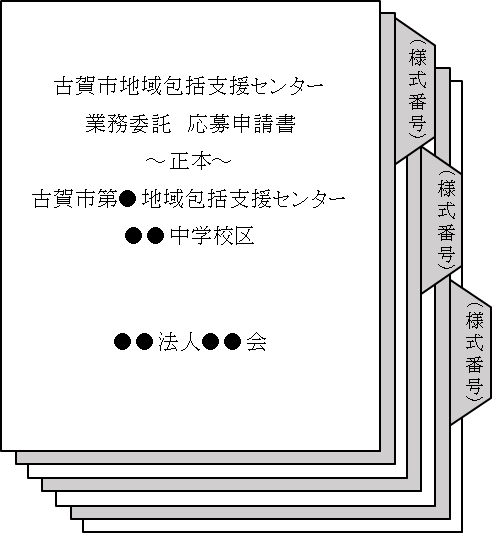 古賀市地域包括支援センター
業務委託　応募申請書
～正本～
古賀市第●地域包括支援センター
●●中学校区
●●法人●●会
（様式番号）
（様式番号）
（様式番号）